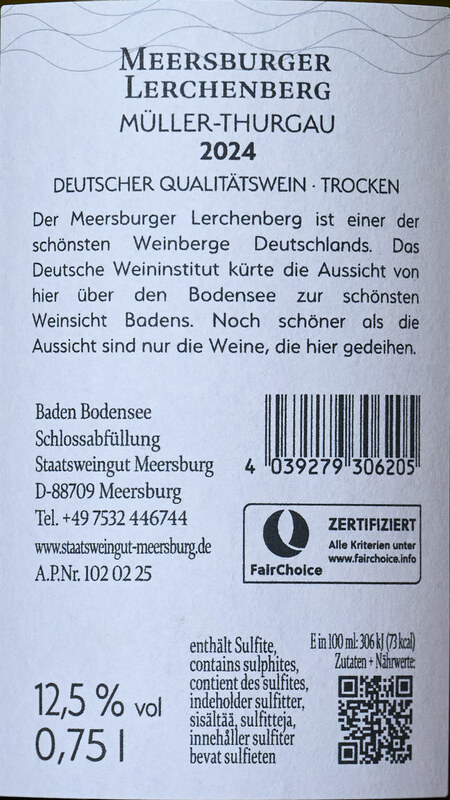 MEERSBURGER
LERCHENBERG
MÜLLER-THURGAU
2024
DEUTSCHER QUALITÄTSWEIN · TROCKEN
Der Meersburger Lerchenberg ist einer der
schönsten Weinberge Deutschlands. Das
Deutsche Weininstitut kürte die Aussicht von
hier über den Bodensee zur schönsten
Weinsicht Badens. Noch schöner als die
Aussicht sind nur die Weine, die hier gedeihen.
Baden Bodensee
Schlossabfüllung
Staatsweingut Meersburg
D-88709 Meersburg
Tel. +49 7532 446744
www.staatsweingut-meersburg.de
A.P.Nr. 102 02 25
4 039279 306205
ZERTIFIZIERT
Alle Kriterien unter
www.fairchoice.info
FairChoice
12,5 % vol
0,75 l
enthält Sulfite,
contains sulphites,
contient des sulfites,
indeholder sulfitter,
sisältää, sulfitteja,
innehåller sulfiter
bevat sulfieten
E in 100 ml: 306 kJ (73 kcal)
Zutaten + Nährwerte: